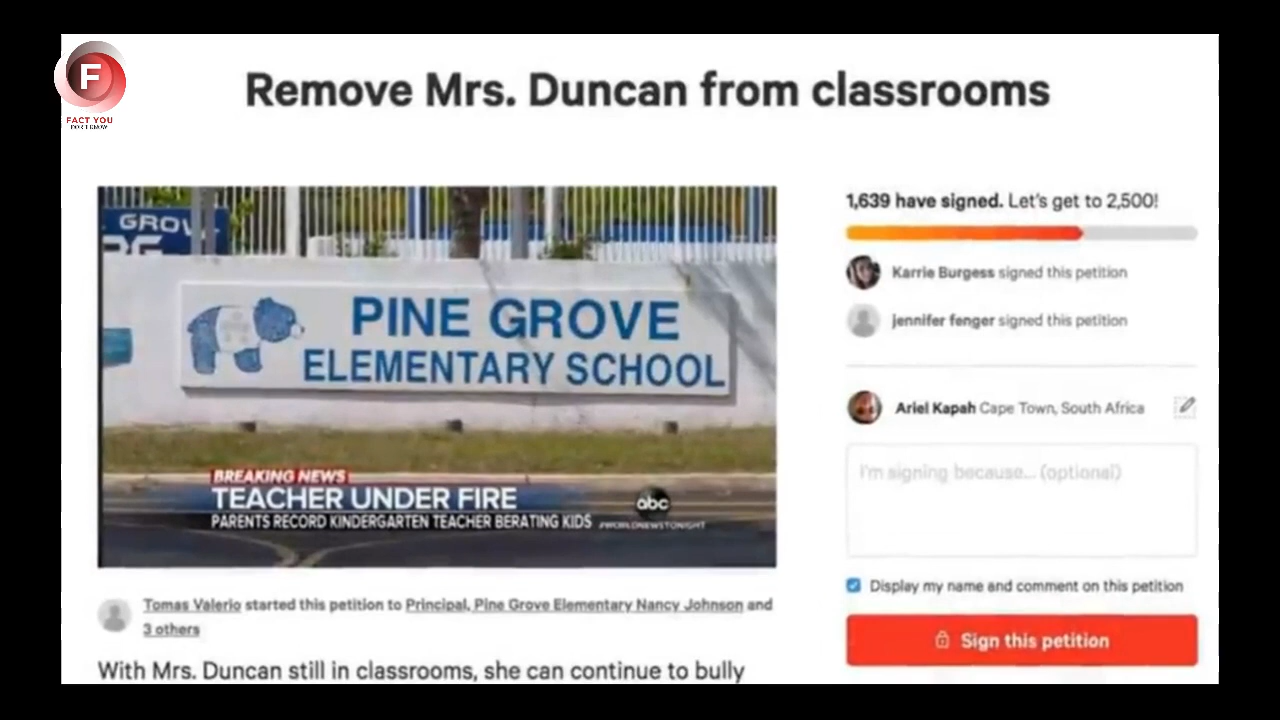 F
FACT YOU
DON'T KNOW
Remove Mrs. Duncan from classrooms
GROV
PINE GROVE
ELEMENTARY SCHOOL
BREAKING NEWS
TEACHER UNDER FIRE
PARENTS RECORD KINDERGARTEN TEACHER BERATING KIDS
abc
#WORLDNEWSTONIGHT
Tomas Valerio started this petition to Principal, Pine Grove Elementary Nancy Johnson and
3 others
With Mrs. Duncan still in classrooms, she can continue to bully
1,639 have signed. Let's get to 2,500!
Karrie Burgess signed this petition
jennifer fenger signed this petition
Ariel Kapah Cape Town, South Africa
I'm signing because... (optional)
Display my name and comment on this petition
Sign this petition